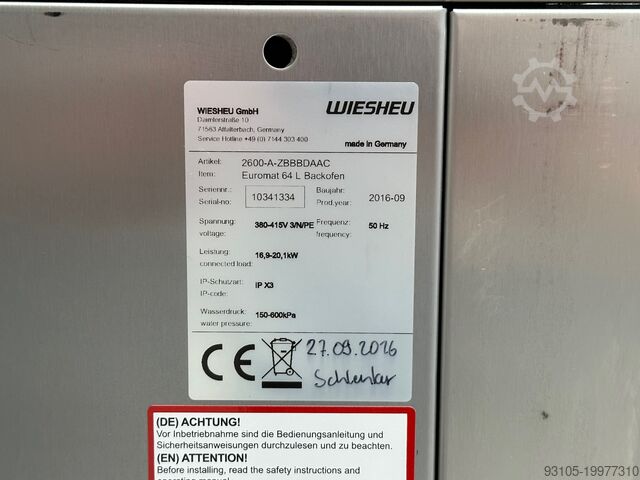 WIESHEU GmbH
Daimlerstraße 10
71563 Affalterbach, Germany
Service Hotline +49 (0) 7144 303 400
WIESHEU
made in Germany
Artikel: 2600-A-ZBBBDAAC
Item: Euromat 64 L Backofen
Seriennr.: Baujahr:
Serial-no: 10341334 Prod.year: 2016-09
Spannung: 380-415V 3/N/PE Frequenz: 50 Hz
voltage: frequency:
Leistung: 16,9-20,1kW
connected load:
IP-Schutzart: IP X3
IP-code:
Wasserdruck: 150-600kPa
water pressure:
CE
27.09.2016
(DE) ACHTUNG!
Vor Inbetriebnahme sind die Bedienungsanleitung und
Sicherheitsanweisungen durchzulesen und zu beachten.
(EN) ATTENTION!
Before installing, read the safety instructions and
operating manual
93105-19977310